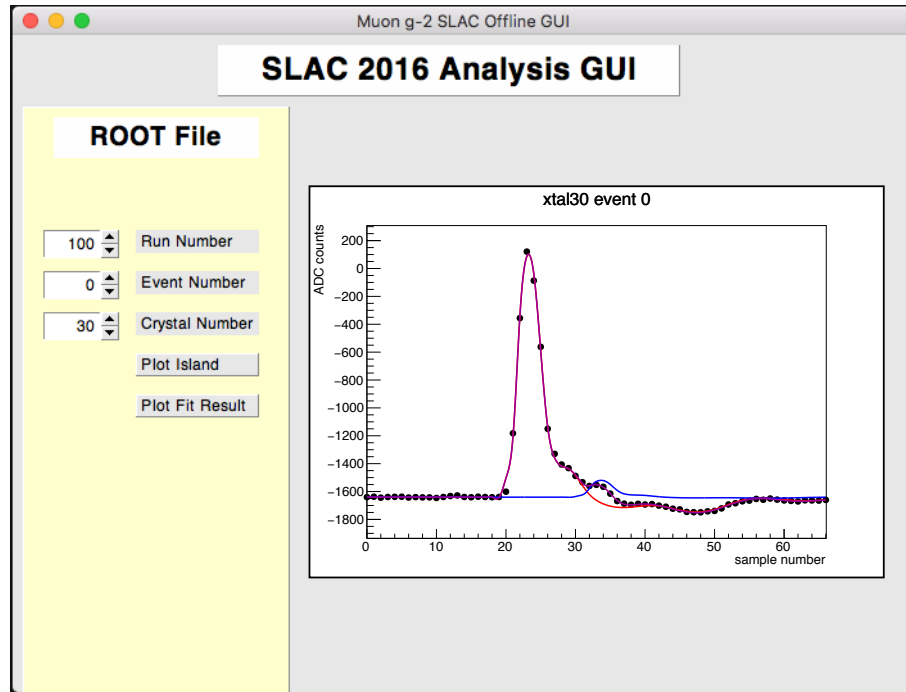 Muon g-2 SLAC Offline GUI
SLAC 2016 Analysis GUI
ROOT File
100 Run Number
0 Event Number
30 Crystal Number
Plot Island
Plot Fit Result
xtal30 event 0
ADC counts
200
0
−200
−400
−600
−800
−1000
−1200
−1400
−1600
−1800
0 10 20 30 40 50 60
sample number